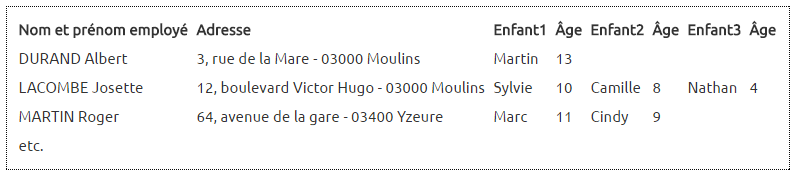 Nom et prénom employé Adresse Enfant1 Âge Enfant2 Âge Enfant3 Âge
DURAND Albert 3, rue de la Mare - 03000 Moulins Martin 13
LACOMBE Josette 12, boulevard Victor Hugo - 03000 Moulins Sylvie 10 Camille 8 Nathan 4
MARTIN Roger 64, avenue de la gare - 03400 Yzeure Marc 11 Cindy 9
etc.